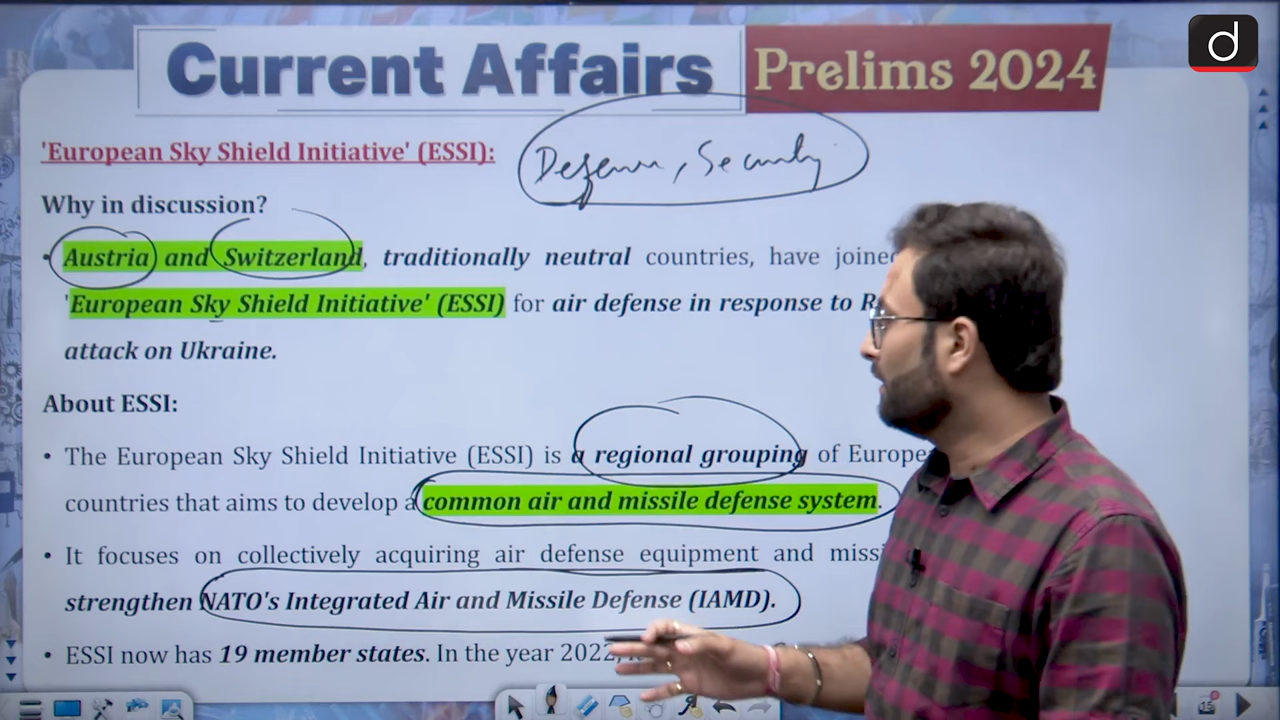 d
Current Affairs Prelims 2024
'European Sky Shield Initiative' (ESSI):
Defence, Security
Why in discussion?
• Austria and Switzerland, traditionally neutral countries, have joined
'European Sky Shield Initiative' (ESSI) for air defense in response to
attack on Ukraine.
About ESSI:
• The European Sky Shield Initiative (ESSI) is a regional grouping of
countries that aims to develop a common air and missile defense system.
• It focuses on collectively acquiring air defense equipment and
strengthen NATO's Integrated Air and Missile Defense (IAMD).
• ESSI now has 19 member states. In the year 2022,
15